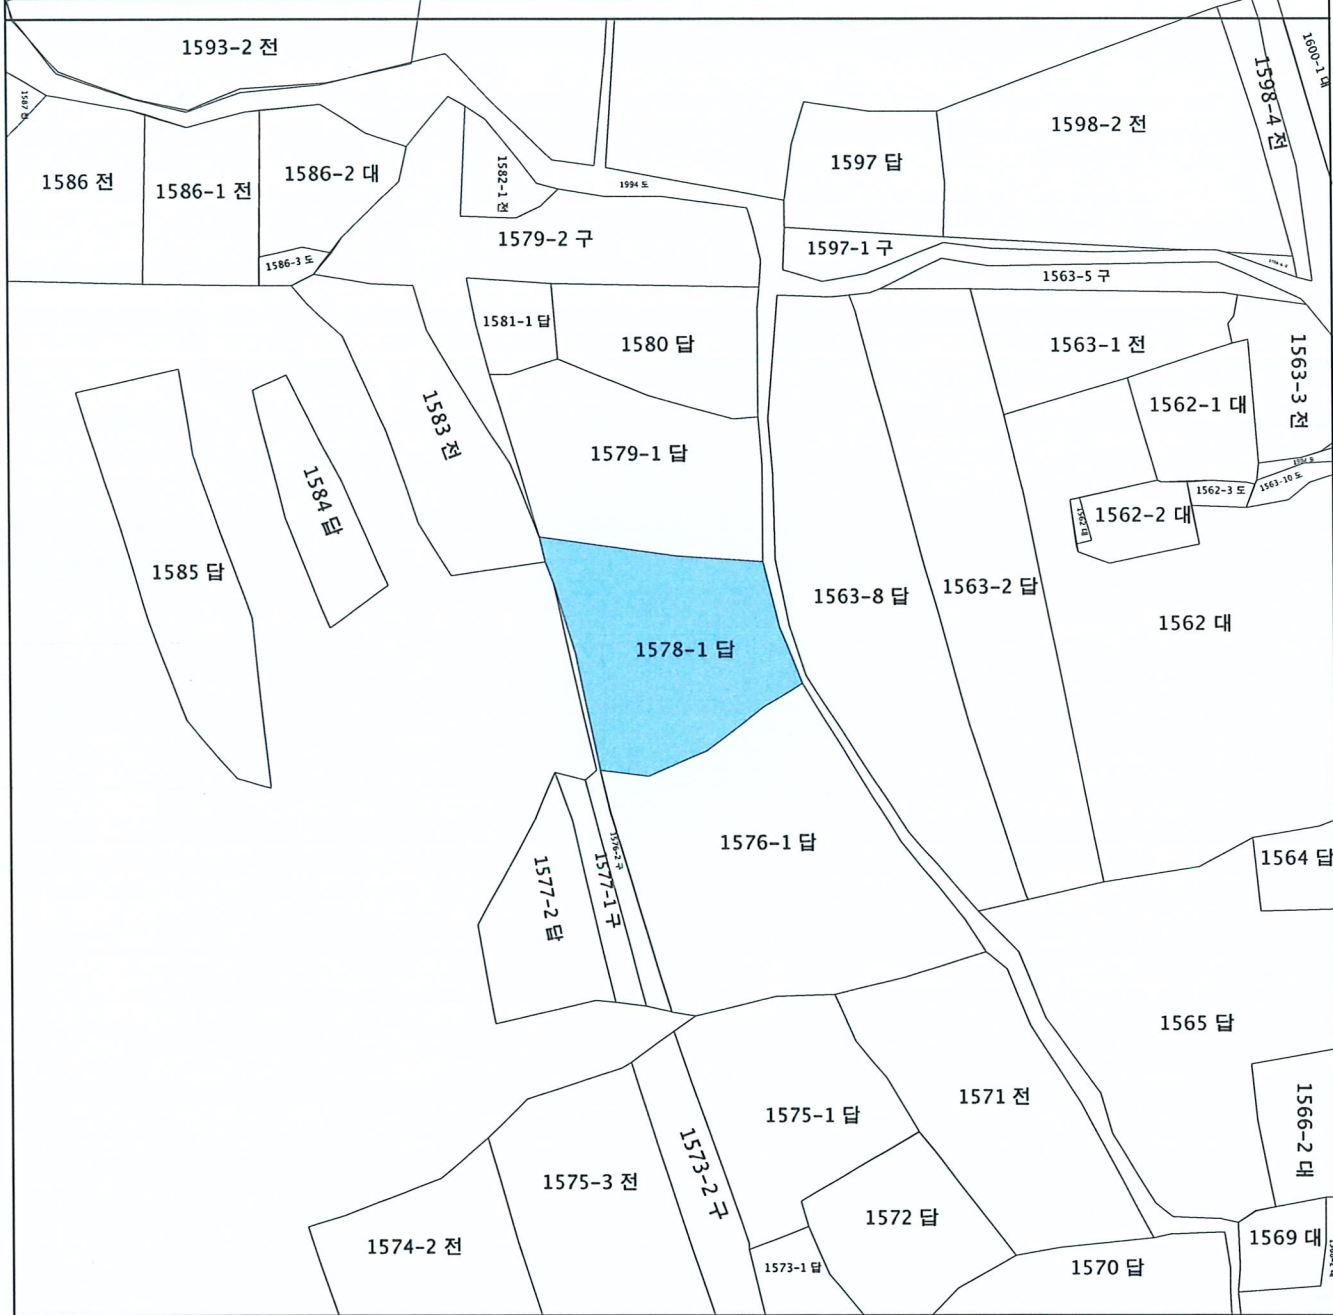 1593-2 전
1600-1 대
1598-4 전
1587 전
1598-2 전
1597 답
1586 전
1586-1 전
1586-2 대
1582-1 전
1994 도
1579-2 구
1597-1 구
1586-3 도
1563-5 구
1581-1 답
1580 답
1563-1 전
1563-3 전
1562-1 대
1583 전
1579-1 답
1584 답
1562-3 도
1563-10 도
1562-2 대
1562 대
1585 답
1563-8 답
1563-2 답
1562 대
1578-1 답
1576-2 구
1576-1 답
1564 답
1577-2 답
1577-1 구
1565 답
1571 전
1575-1 답
1566-2 대
1573-2 구
1575-3 전
1572 답
1574-2 전
1569 대
1573-1 답
1570 답